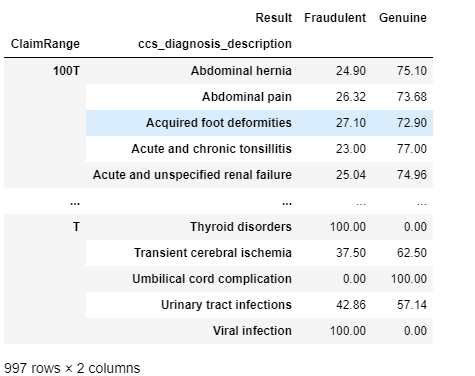 Result Fraudulent Genuine
ClaimRange ccs_diagnosis_description
100T Abdominal hernia 24.90 75.10
Abdominal pain 26.32 73.68
Acquired foot deformities 27.10 72.90
Acute and chronic tonsillitis 23.00 77.00
Acute and unspecified renal failure 25.04 74.96
... ... ... ...
T Thyroid disorders 100.00 0.00
Transient cerebral ischemia 37.50 62.50
Umbilical cord complication 0.00 100.00
Urinary tract infections 42.86 57.14
Viral infection 100.00 0.00
997 rows × 2 columns